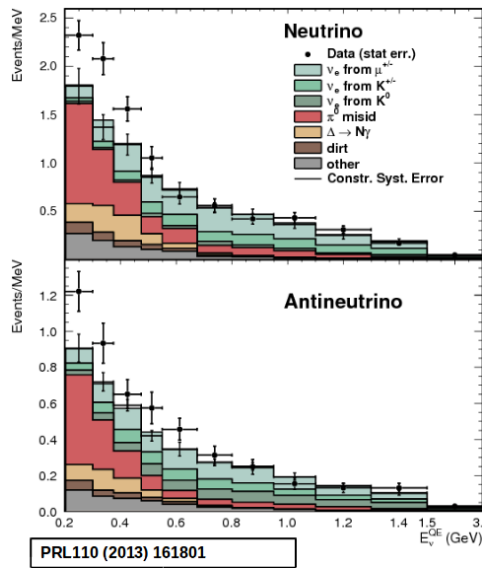 Events/MeV
2.5
2.0
1.5
1.0
0.5
Neutrino
Data (stat err.)
νe from μ+/-
νe from K+/-
νe from K0
π0 misid
Δ → Nγ
dirt
other
Constr. Syst. Error
Events/MeV
1.2
1.0
0.8
0.6
0.4
0.2
0.0
Antineutrino
0.2 0.4 0.6 0.8 1.0 1.2 1.4 1.5 3.
EνQE (GeV)
PRL110 (2013) 161801